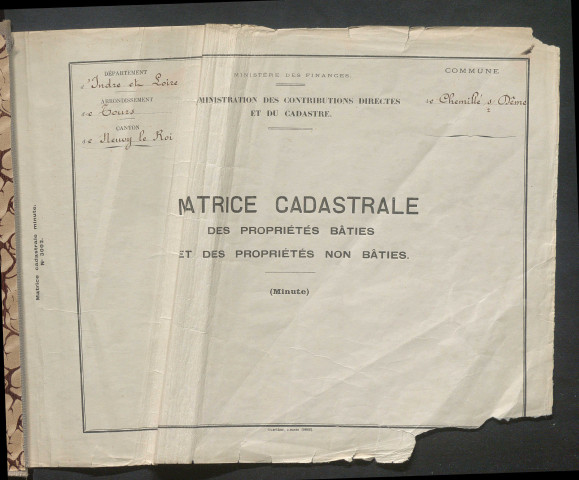 DÉPARTEMENT
d'Indre et Loire
ARRONDISSEMENT
de Tours
CANTON
de Neuvy le Roi
MINISTÈRE DES FINANCES.
MINISTRATION DES CONTRIBUTIONS DIRECTES
ET DU CADASTRE.
COMMUNE
de Chemillé s/ Dême
MATRICE CADASTRALE
DES PROPRIÉTÉS BÂTIES
ET DES PROPRIÉTÉS NON BÂTIES.
(Minute)
Matrice cadastrale minute.